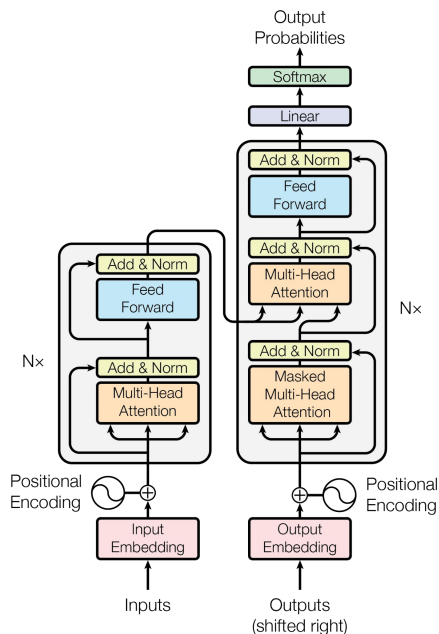 Output
Probabilities
Softmax
Linear
Add & Norm
Feed
Forward
Add & Norm
Multi-Head
Attention
Nx
Add & Norm
Masked
Multi-Head
Attention
Add & Norm
Feed
Forward
Nx
Add & Norm
Multi-Head
Attention
Positional
Encoding
Positional
Encoding
Input
Embedding
Output
Embedding
Inputs
Outputs
(shifted right)